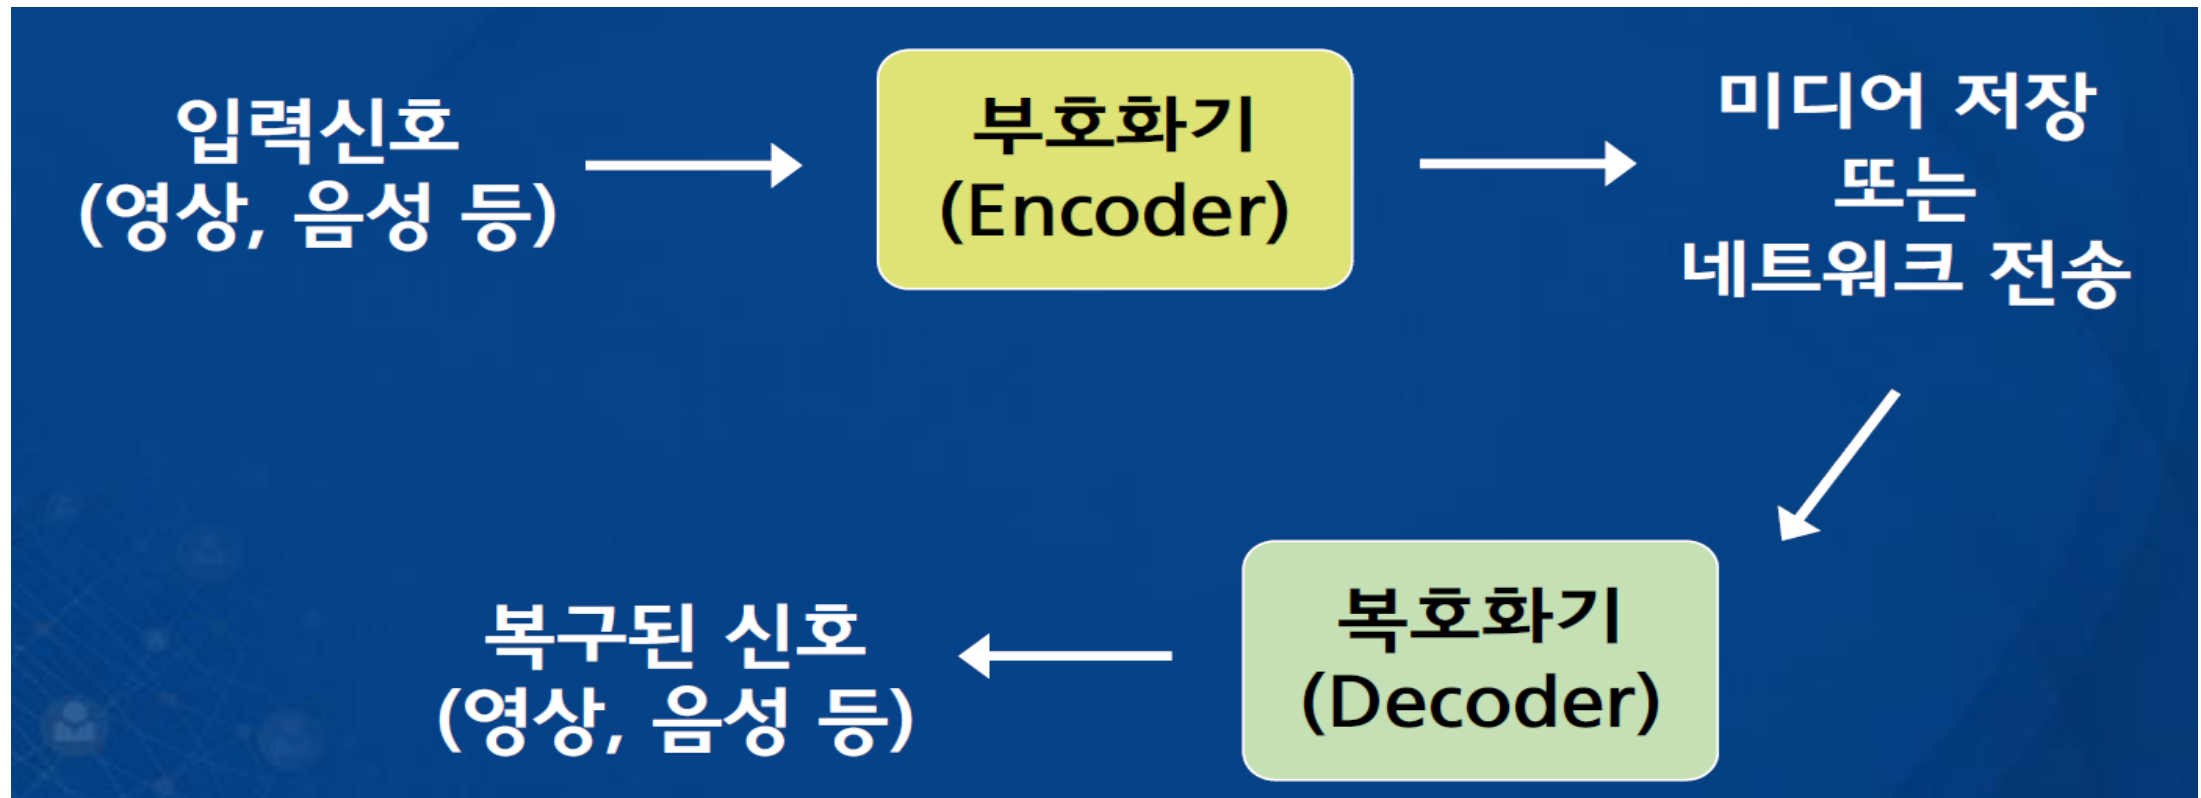 입력신호
(영상, 음성 등)
부호화기
(Encoder)
미디어 저장
또는
네트워크 전송
복호화기
(Decoder)
복구된 신호
(영상, 음성 등)